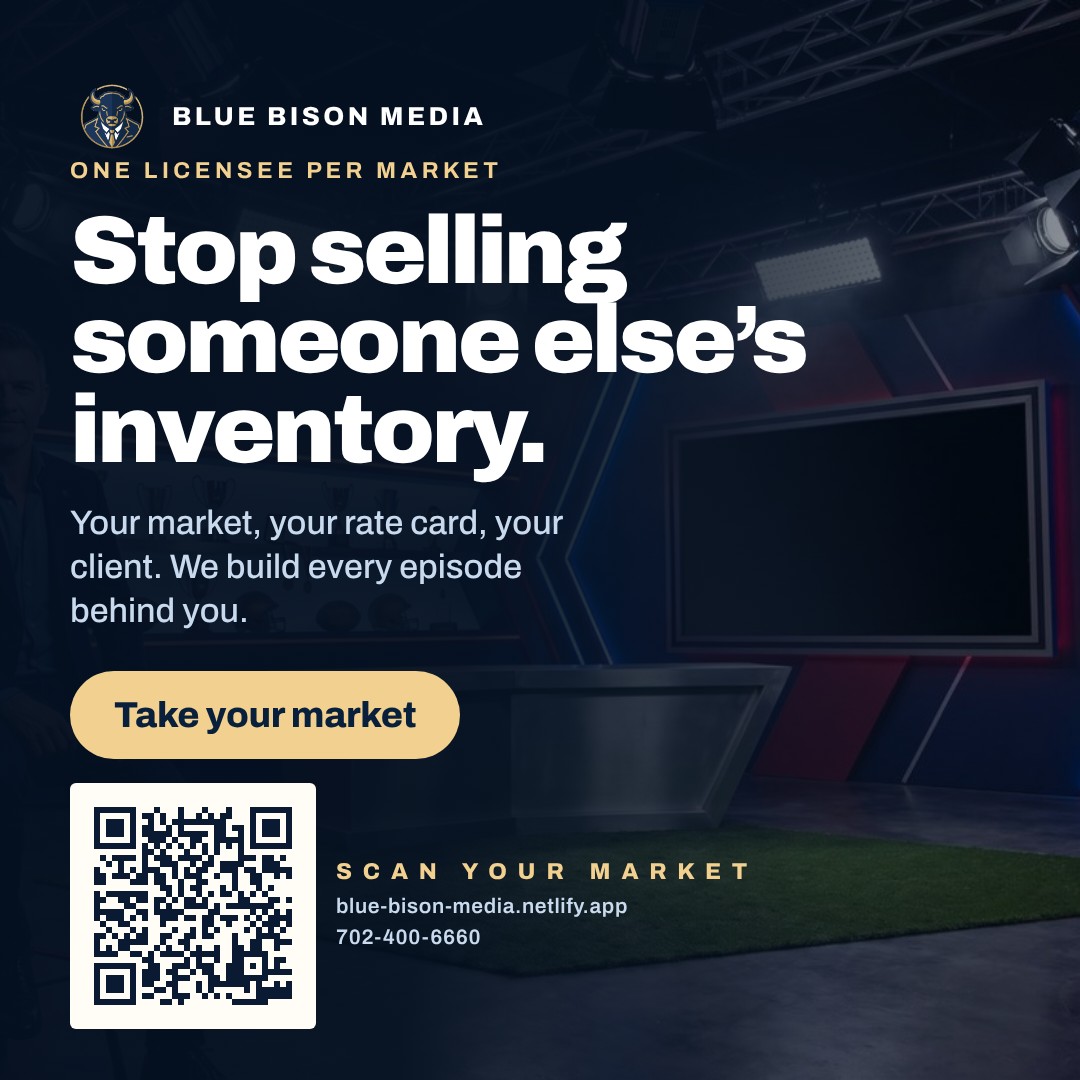 BLUE BISON MEDIA
ONE LICENSEE PER MARKET
Stop selling
someone else’s
inventory.
Your market, your rate card, your
client. We build every episode
behind you.
Take your market
SCAN YOUR MARKET
blue-bison-media.netlify.app
702-400-6660